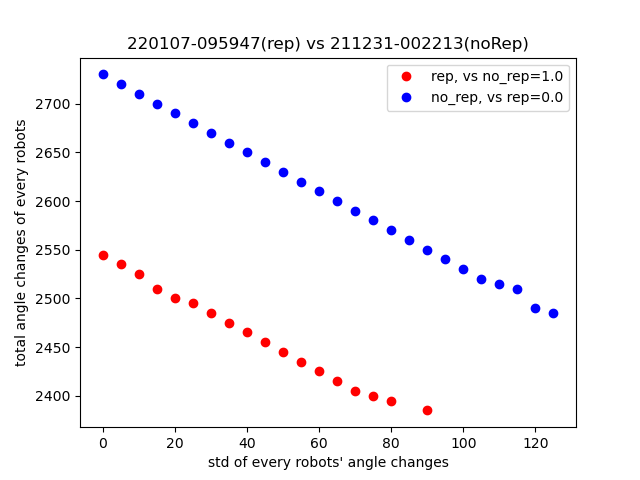 220107-095947(rep) vs 211231-002213(noRep)
rep, vs no_rep=1.0
no_rep, vs rep=0.0
total angle changes of every robots
2700
2650
2600
2550
2500
2450
2400
0 20 40 60 80 100 120
std of every robots' angle changes